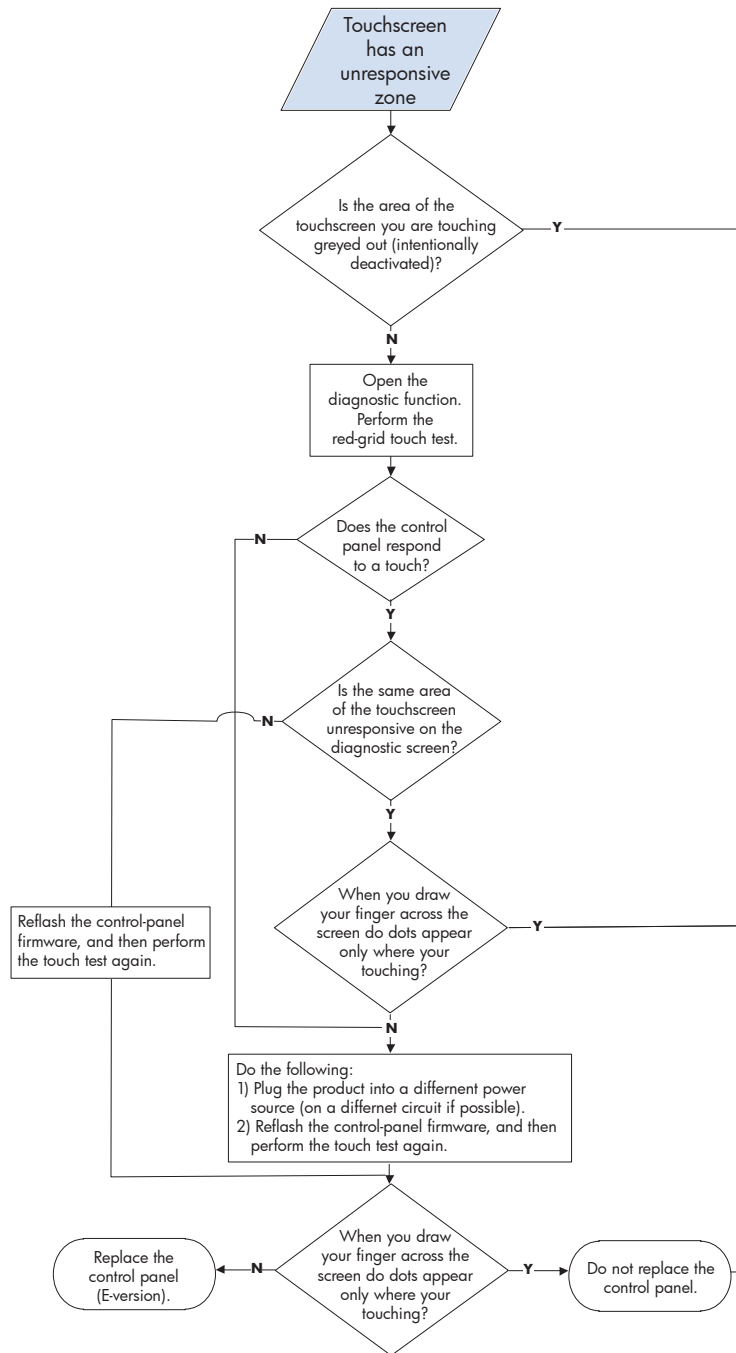 Touchscreen
has an
unresponsive
zone
Is the area of the
touchscreen you are touching
greyed out (intentionally
deactivated)?
Y
N
Open the
diagnostic function.
Perform the
red-grid touch test.
Does the control
panel respond
to a touch?
N
Y
Is the same area
of the touchscreen
unresponsive on the
diagnostic screen?
N
Y
When you draw
your finger across the
screen do dots appear
only where your
touching?
Y
N
Reflash the control-panel
firmware, and then perform
the touch test again.
Do the following:
1) Plug the product into a differnent power
source (on a differnet circuit if possible).
2) Reflash the control-panel firmware, and then
perform the touch test again.
When you draw
your finger across the
screen do dots appear
only where your
touching?
N
Replace the
control panel
(E-version).
Y
Do not replace the
control panel.